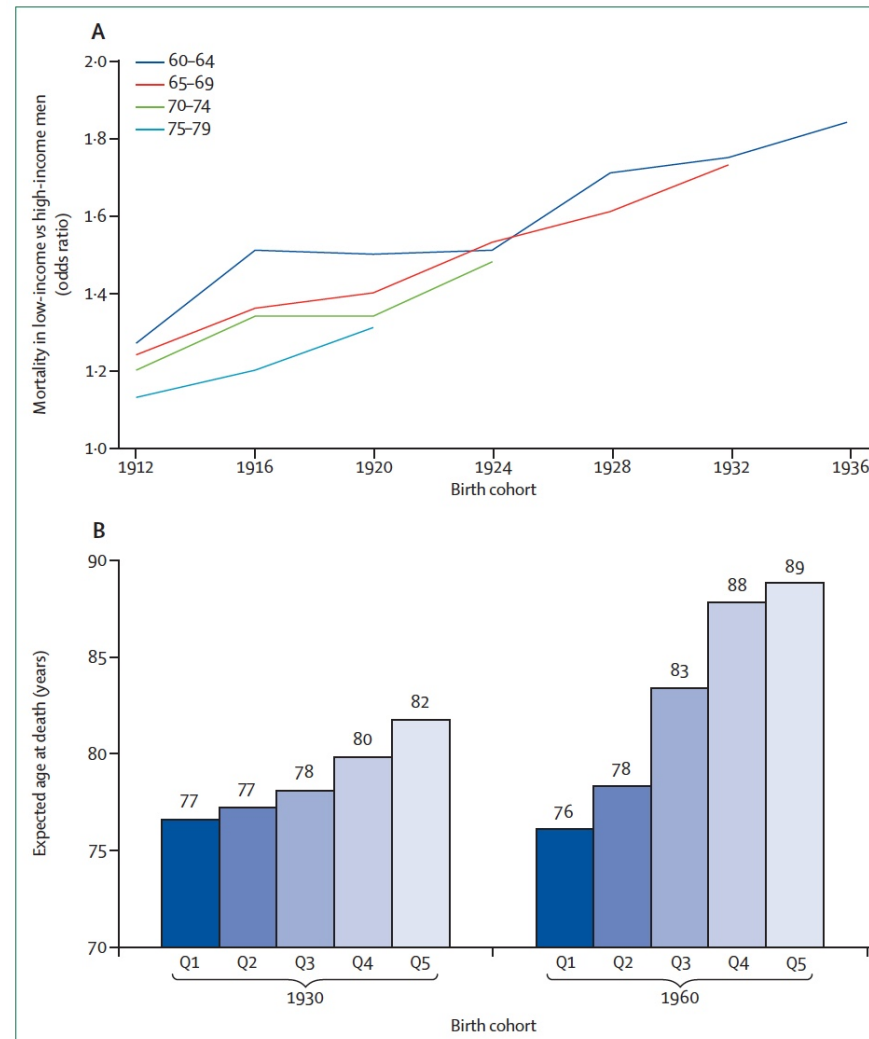 A
2·0
1·8
1·6
1·4
1·2
1·0
Mortality in low-income vs high-income men
(odds ratio)
60–64
65–69
70–74
75–79
1912 1916 1920 1924 1928 1932 1936
Birth cohort
B
90
85
80
75
70
Expected age at death (years)
77 77 78 80 82
76 78 83 88 89
Q1 Q2 Q3 Q4 Q5 Q1 Q2 Q3 Q4 Q5
1930 1960
Birth cohort